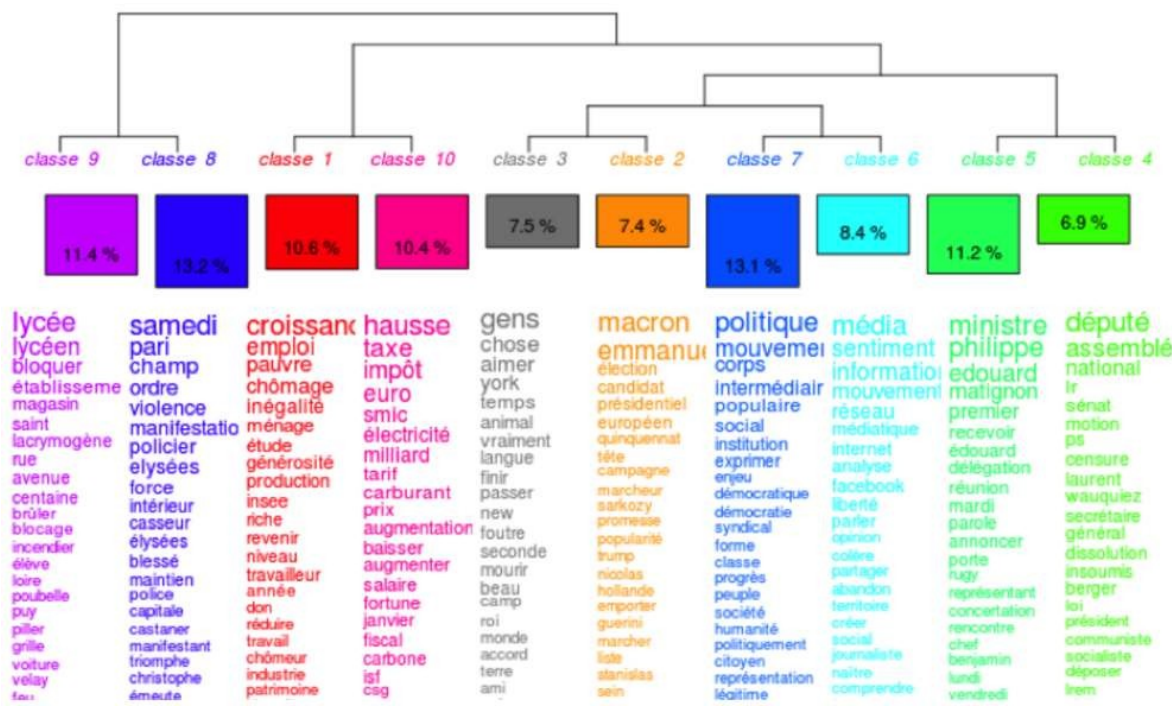 classe 9
classe 8
classe 1
classe 10
classe 3
classe 2
classe 7
classe 6
classe 5
classe 4
11.4 %
13.2 %
10.6 %
10.4 %
7.5 %
7.4 %
13.1 %
8.4 %
11.2 %
6.9 %
lycée
lycéen
bloquer
établisseme
magasin
saint
lacrymogène
rue
avenue
centaine
brûler
blocage
incendier
élève
loire
poubelle
puy
piller
grille
voiture
velay
feu
samedi
pari
champ
ordre
violence
manifestatio
policier
elysées
force
intérieur
casseur
élysées
blessé
maintien
police
capitale
castaner
manifestant
triomphe
christophe
émeute
croissanc
emploi
pauvre
chômage
inégalité
ménage
étude
générosité
production
insee
riche
revenir
niveau
travailleur
année
don
réduire
travail
chômeur
industrie
patrimoine
hausse
taxe
impôt
euro
smic
électricité
milliard
tarif
carburant
prix
augmentation
baisser
augmenter
salaire
fortune
janvier
fiscal
carbone
isf
csg
gens
chose
aimer
york
temps
animal
vraiment
langue
finir
passer
new
foutre
seconde
mourir
beau
camp
roi
monde
accord
terre
ami
macron
emmanue
élection
candidat
présidentiel
européen
quinquennat
tête
campagne
marcheur
sarkozy
promesse
popularité
trump
nicolas
hollande
emporter
guerini
marcher
liste
stanislas
sein
politique
mouvemer
corps
intermédiair
populaire
social
institution
exprimer
enjeu
démocratique
démocratie
syndical
forme
classe
progrès
peuple
société
humanité
politiquement
citoyen
représentation
légitime
média
sentiment
informatio
mouvement
réseau
médiatique
internet
analyse
facebook
liberté
parler
opinion
colère
partager
abandon
territoire
créer
social
journaliste
naître
comprendre
ministre
philippe
edouard
matignon
premier
recevoir
édouard
délégation
réunion
mardi
parole
annoncer
porte
rugy
représentant
concertation
rencontre
chef
benjamin
lundi
vendredi
député
assemblé
national
lr
sénat
motion
ps
censure
laurent
wauquiez
secrétaire
général
dissolution
insoumis
berger
loi
président
communiste
socialiste
déposer
lrem